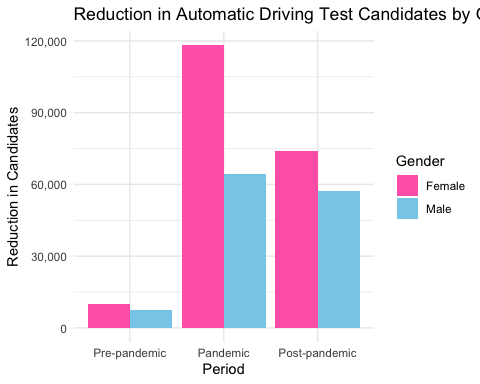 Reduction in Automatic Driving Test Candidates by
120,000
90,000
60,000
30,000
0
Reduction in Candidates
Pre-pandemic
Pandemic
Post-pandemic
Period
Gender
Female
Male